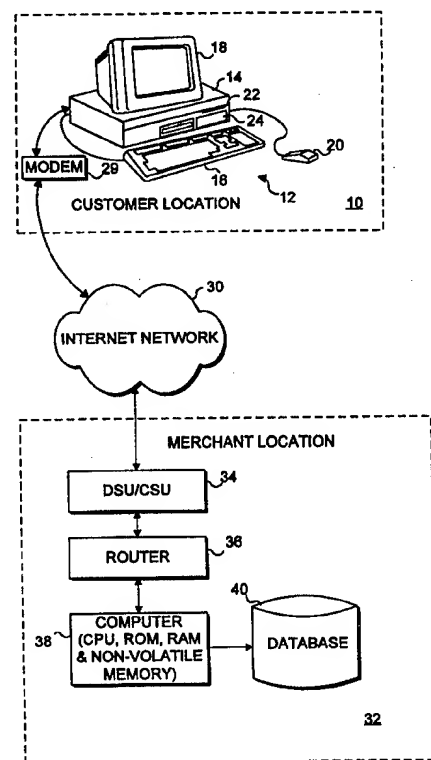 18
14
22
24
20
MODEM
29
16
12
CUSTOMER LOCATION
10
30
INTERNET NETWORK
MERCHANT LOCATION
DSU/CSU
34
ROUTER
36
40
38
COMPUTER
(CPU, ROM, RAM
& NON-VOLATILE
MEMORY)
DATABASE
32